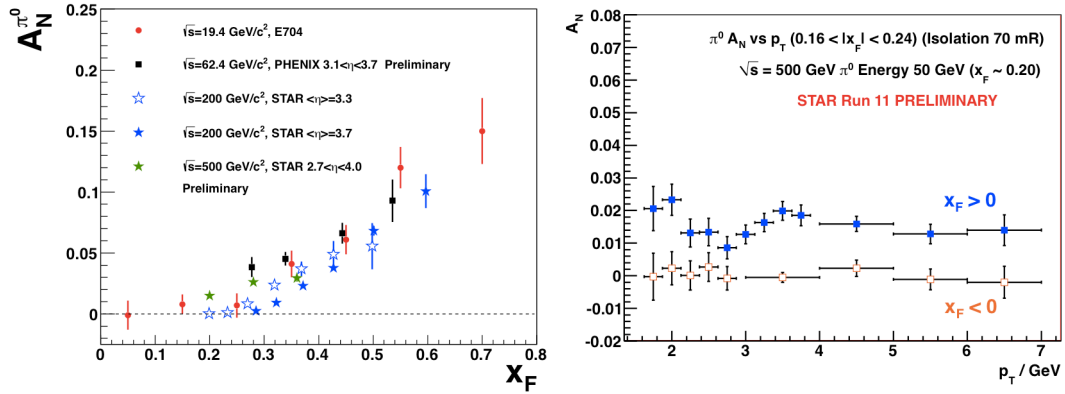 A_N^π⁰
0.25
0.2
0.15
0.1
0.05
0
√s=19.4 GeV/c², E704
√s=62.4 GeV/c², PHENIX 3.1<η<3.7 Preliminary
√s=200 GeV/c², STAR <η>=3.3
√s=200 GeV/c², STAR <η>=3.7
√s=500 GeV/c², STAR 2.7<η<4.0
Preliminary
0 0.1 0.2 0.3 0.4 0.5 0.6 0.7 0.8
x_F
A_N
0.08
0.06
0.04
0.02
0.01
0
-0.01
-0.02
π⁰ A_N vs p_T (0.16 < |x_F| < 0.24) (Isolation 70 mR)
√s = 500 GeV π⁰ Energy 50 GeV (x_F ~ 0.20)
STAR Run 11 PRELIMINARY
x_F > 0
x_F < 0
2 3 4 5 6 7
p_T / GeV